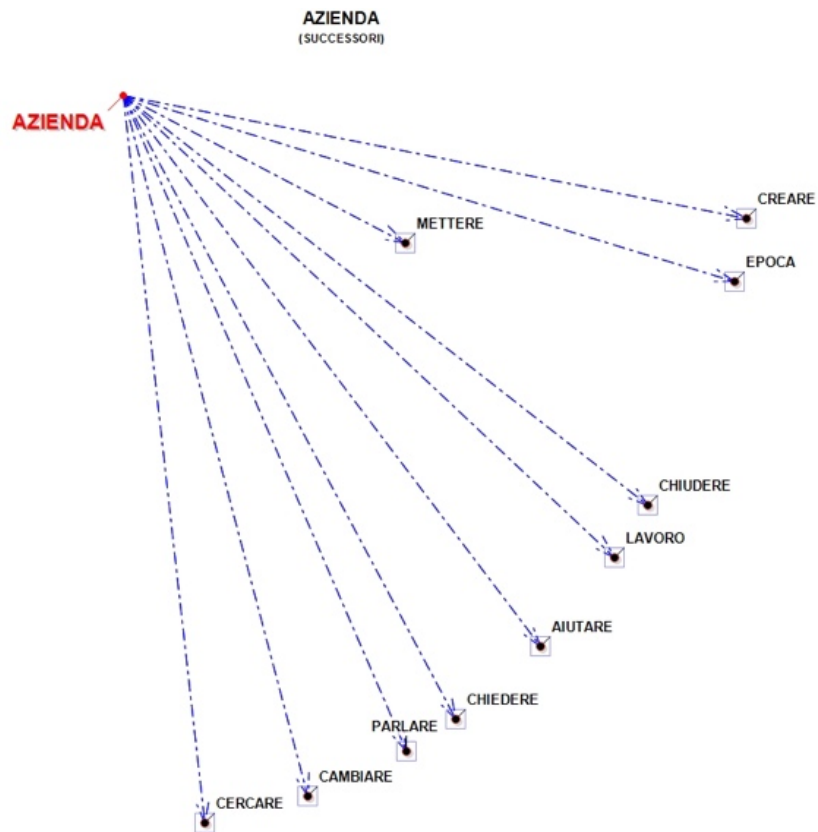 AZIENDA
(SUCCESSORI)
AZIENDA
CREARE
METTERE
EPOCA
CHIUDERE
LAVORO
AIUTARE
CHIEDERE
PARLARE
CAMBIARE
CERCARE